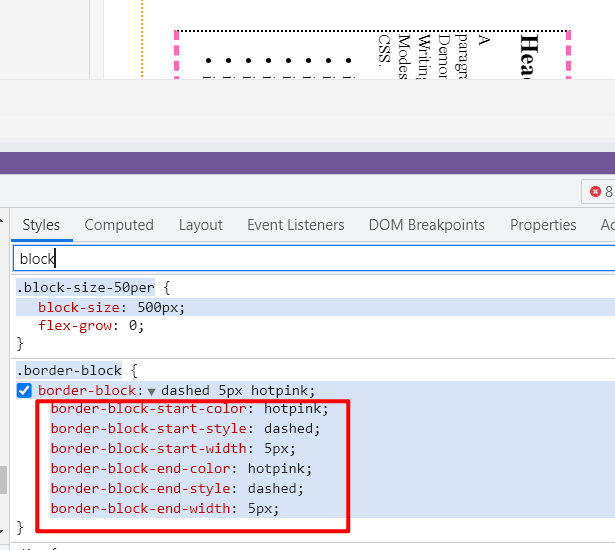 Hea
A
paragra
Demon
Writing
Modes
CSS.
8
Styles Computed Layout Event Listeners DOM Breakpoints Properties Ac
block
.block-size-50per {
block-size: 500px;
flex-grow: 0;
}
.border-block {
border-block: dashed 5px hotpink;
border-block-start-color: hotpink;
border-block-start-style: dashed;
border-block-start-width: 5px;
border-block-end-color: hotpink;
border-block-end-style: dashed;
border-block-end-width: 5px;
}